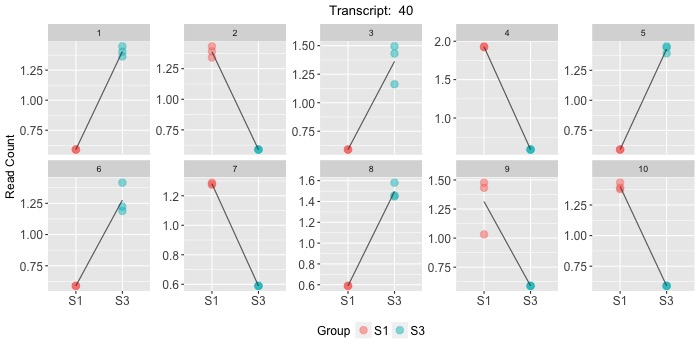 Transcript: 40
Read Count
1 2 3 4 5
1.25 1.00 0.75
1.25 1.00 0.75
1.50 1.25 1.00 0.75
2.0 1.5 1.0
1.25 1.00 0.75
6 7 8 9 10
1.25 1.00 0.75
1.2 1.0 0.8 0.6
1.6 1.4 1.2 1.0 0.8 0.6
1.50 1.25 1.00 0.75
1.25 1.00 0.75
S1 S3 S1 S3 S1 S3 S1 S3 S1 S3
Group S1 S3